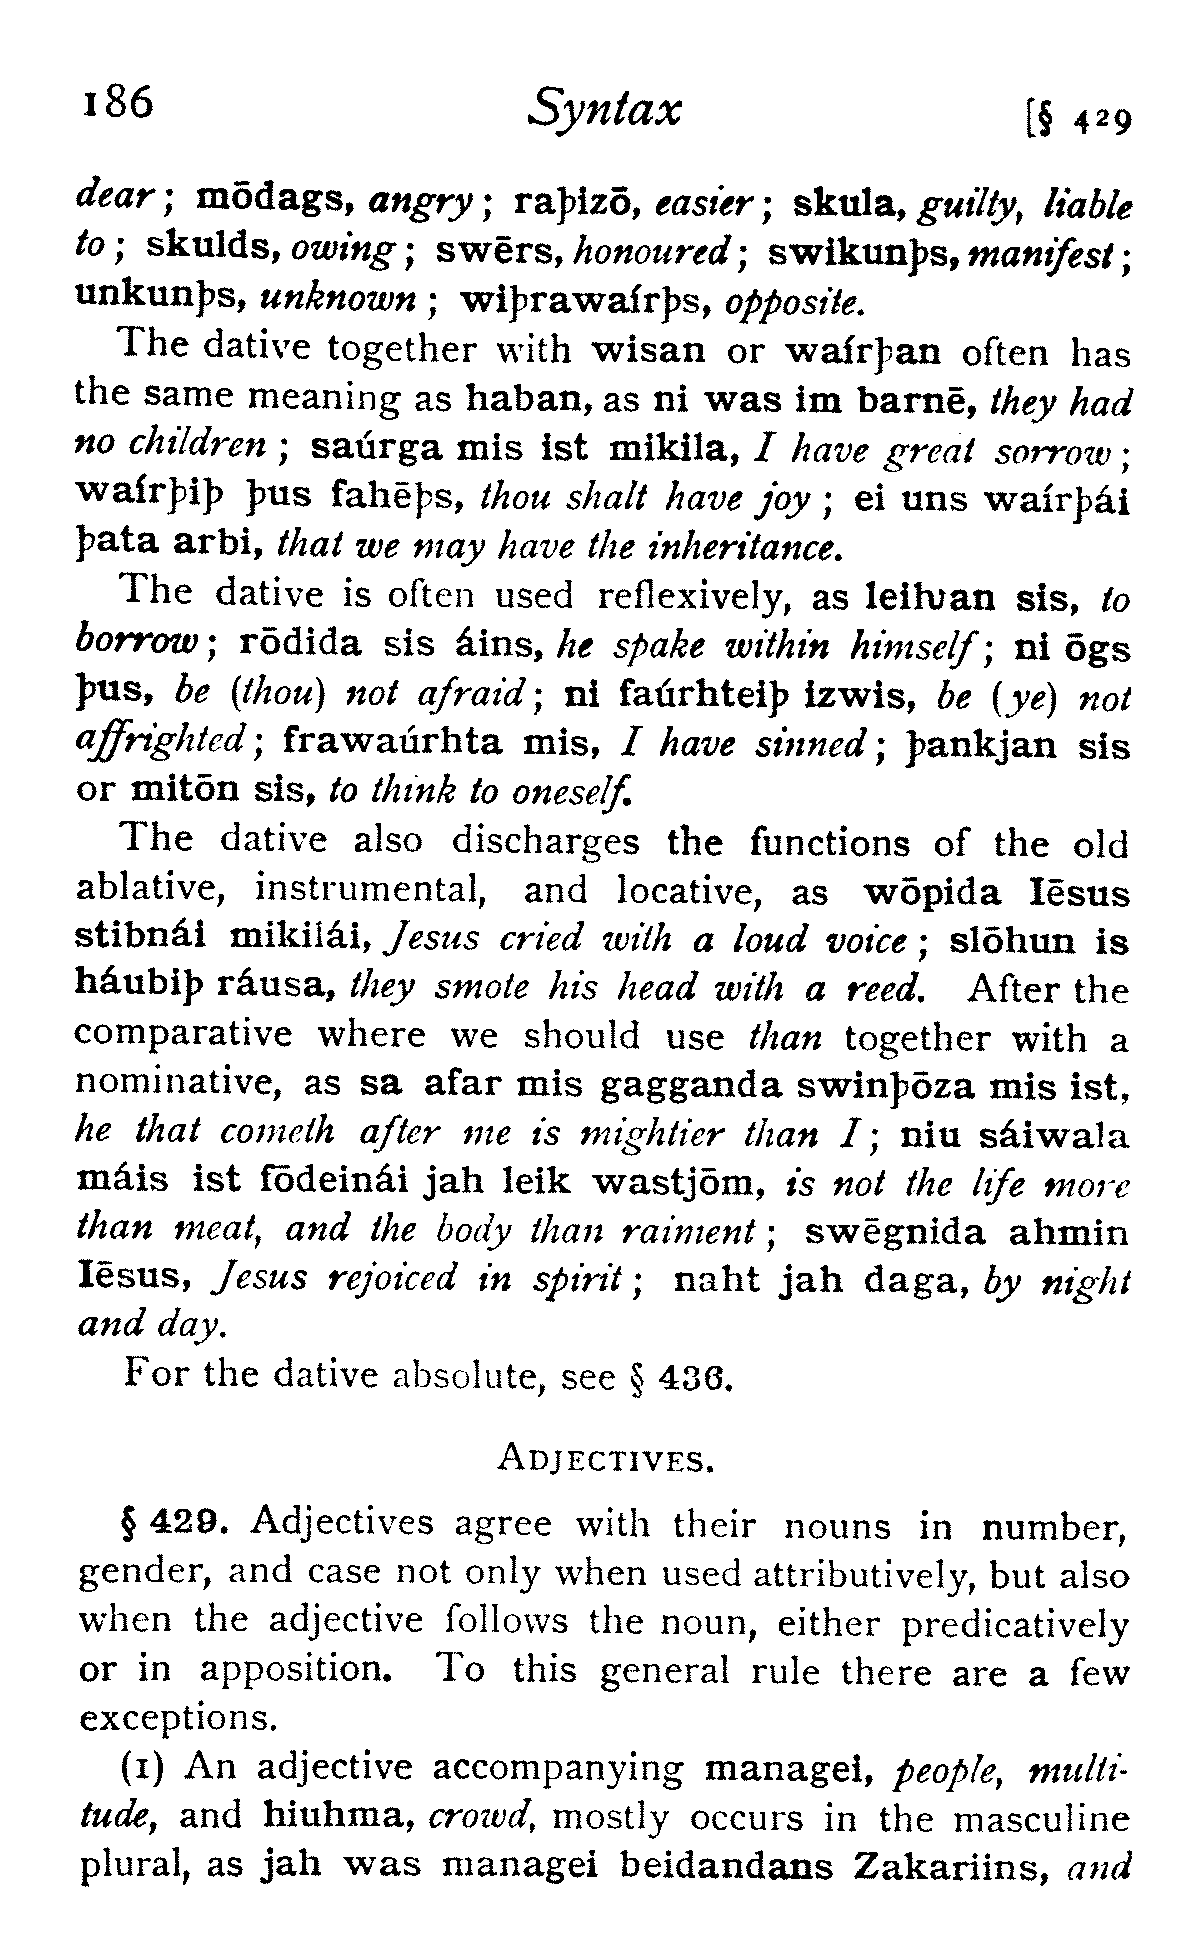 186 Syntax [§ 429
dear; mōdags, angry; raþizō, easier; skula, guilty, liable
to; skulds, owing; swērs, honoured; swikunþs, manifest;
unkunþs, unknown; wiþrawaírþs, opposite.
The dative together with wisan or waírþan often has
the same meaning as haban, as ni was im barnē, they had
no children; saúrga mis ist mikila, I have great sorrow;
waírþiþ þus fahēþs, thou shalt have joy; ei uns waírþái
þata arbi, that we may have the inheritance.
The dative is often used reflexively, as leiƕan sis, to
borrow; rōdida sis áins, he spake within himself; ni ōgs
þus, be (thou) not afraid; ni faúrhteiþ izwis, be (ye) not
affrighted; frawaúrhta mis, I have sinned; þankjan sis
or mitōn sis, to think to oneself.
The dative also discharges the functions of the old
ablative, instrumental, and locative, as wōpida Iēsus
stibnái mikilái, Jesus cried with a loud voice; slōhun is
háubiþ ráusa, they smote his head with a reed. After the
comparative where we should use than together with a
nominative, as sa afar mis gagganda swinþōza mis ist,
he that cometh after me is mightier than I; niu sáiwala
máis ist fōdeinái jah leik wastjōm, is not the life more
than meat, and the body than raiment; swēgnida ahmin
Iēsus, Jesus rejoiced in spirit; naht jah daga, by night
and day.
For the dative absolute, see § 436.
ADJECTIVES.
§ 429. Adjectives agree with their nouns in number,
gender, and case not only when used attributively, but also
when the adjective follows the noun, either predicatively
or in apposition. To this general rule there are a few
exceptions.
(1) An adjective accompanying managei, people, multi-
tude, and hiuhma, crowd, mostly occurs in the masculine
plural, as jah was managei beidandans Zakariins, and